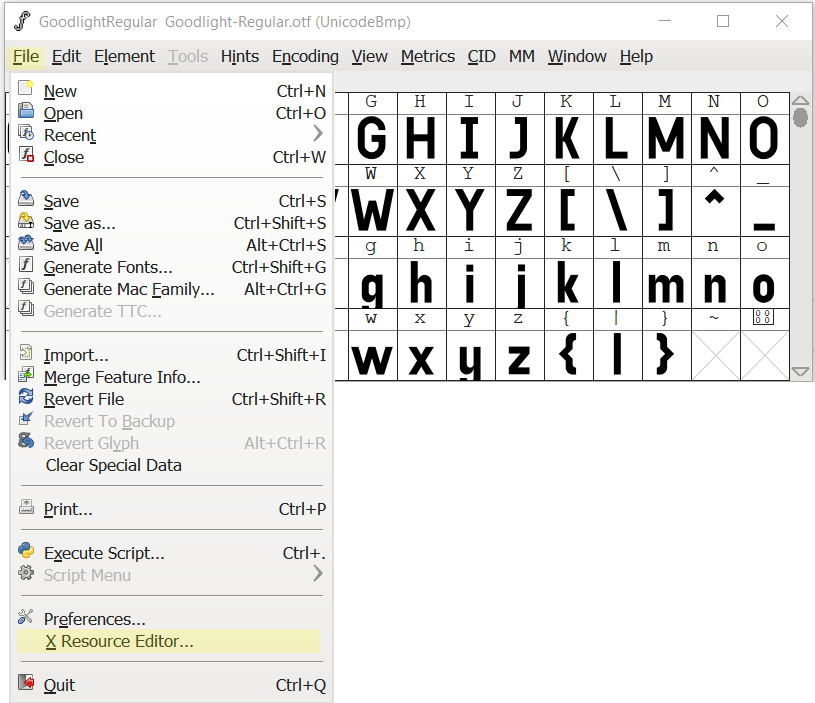 GoodlightRegular Goodlight-Regular.otf (UnicodeBmp)
File Edit Element Tools Hints Encoding View Metrics CID MM Window Help
New Ctrl+N
Open Ctrl+O
Recent
Close Ctrl+W
Save Ctrl+S
Save as... Ctrl+Shift+S
Save All Alt+Ctrl+S
Generate Fonts... Ctrl+Shift+G
Generate Mac Family... Alt+Ctrl+G
Generate TTC...
Import... Ctrl+Shift+I
Merge Feature Info...
Revert File Ctrl+Shift+R
Revert To Backup
Revert Glyph Alt+Ctrl+R
Clear Special Data
Print... Ctrl+P
Execute Script... Ctrl+.
Script Menu
Preferences...
X Resource Editor...
Quit Ctrl+Q
G H I J K L M N O
G H I J K L M N O
W X Y Z [ \ ] ^ _
W X Y Z [ \ ] ^ _
g h i j k l m n o
g h i j k l m n o
w x y z { | } ~
w x y z { | }